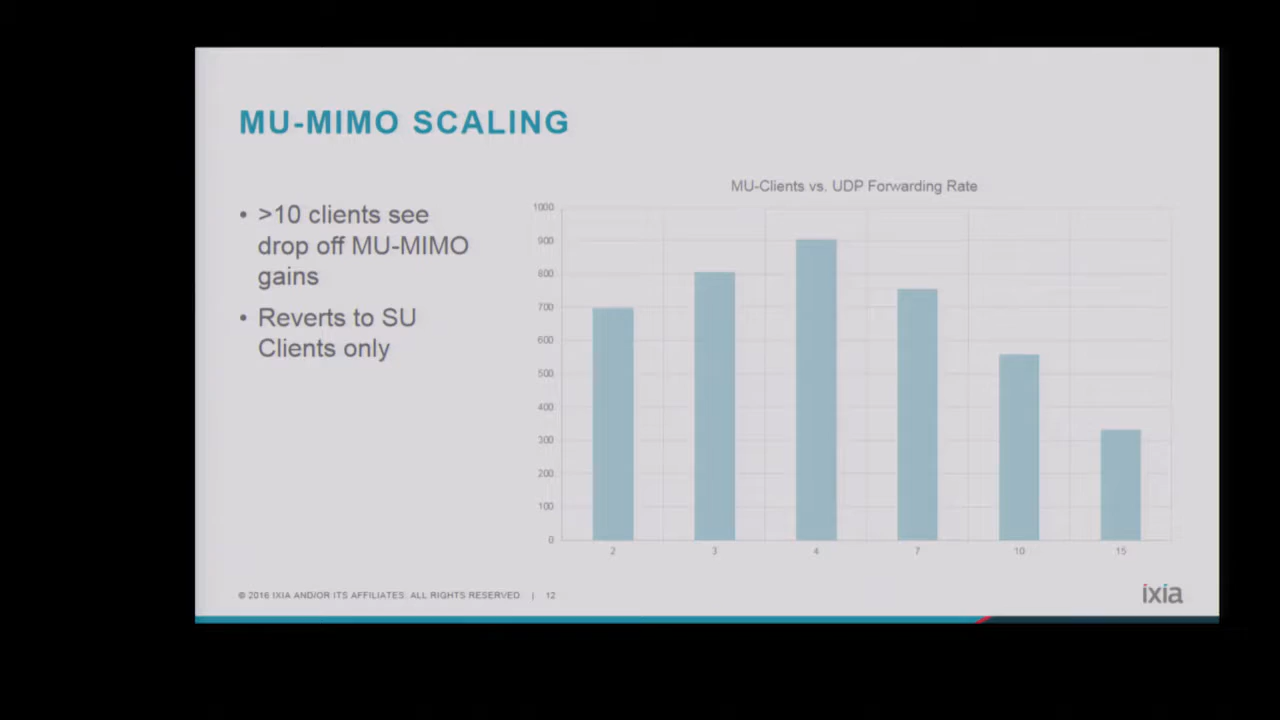 MU-MIMO SCALING
• >10 clients see
drop off MU-MIMO
gains
• Reverts to SU
Clients only
MU-Clients vs. UDP Forwarding Rate
1000
900
800
700
600
500
400
300
200
100
0
2 3 4 7 10 15
© 2016 IXIA AND/OR ITS AFFILIATES. ALL RIGHTS RESERVED. | 12
ixia